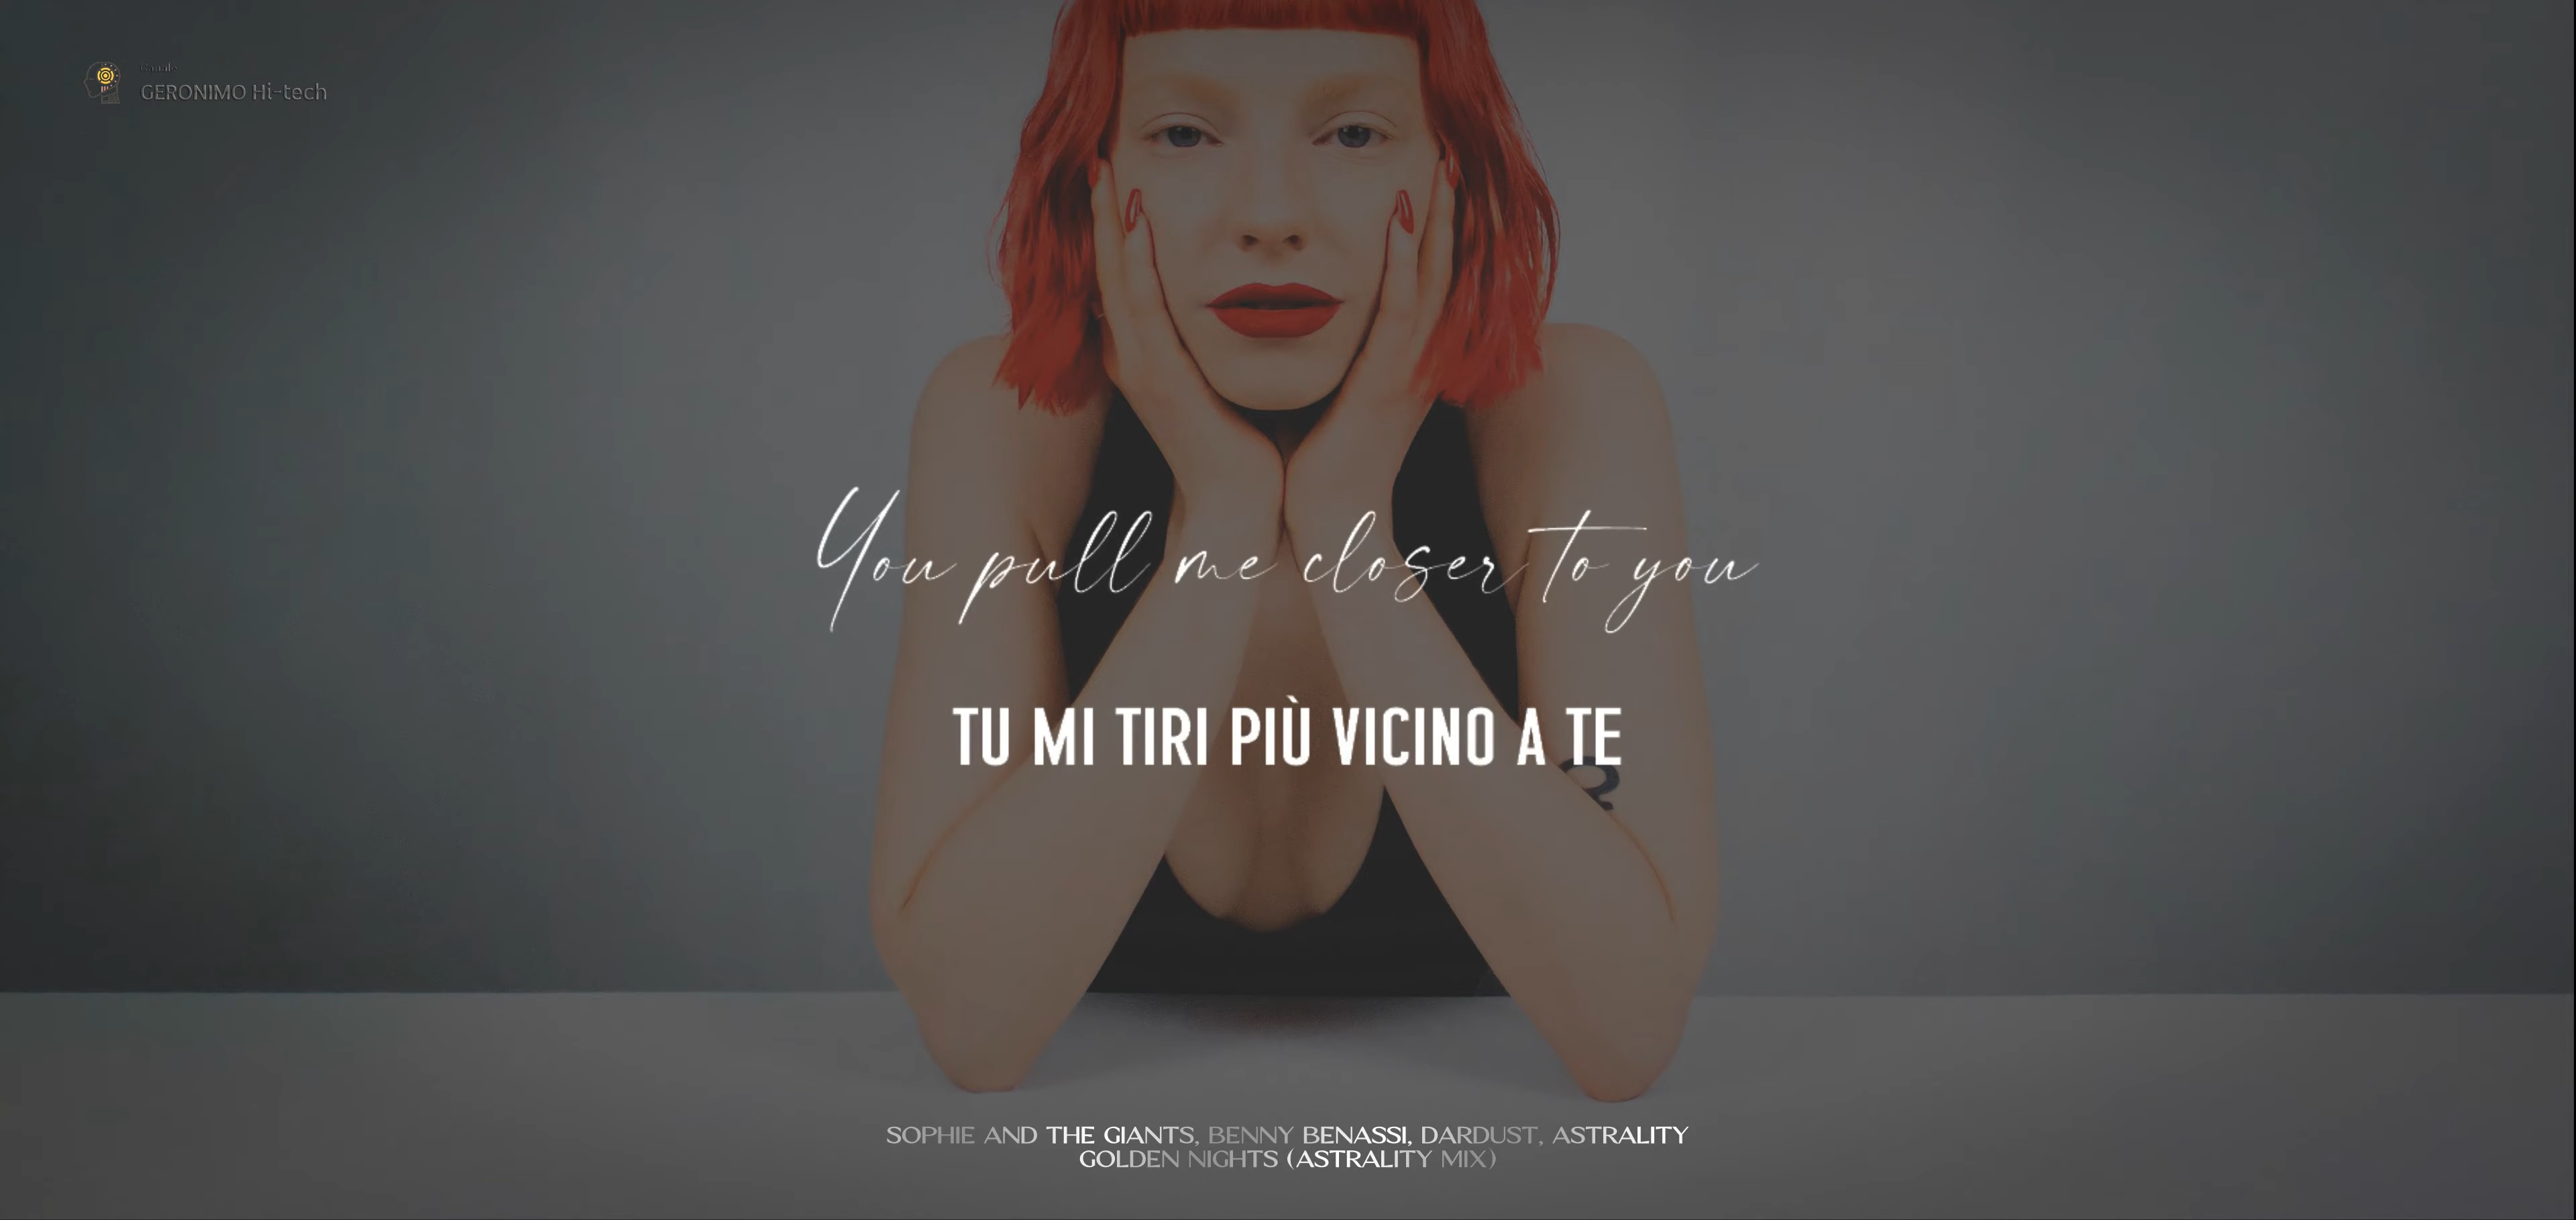 Canale
GERONIMO Hi-tech
You pull me closer to you
TU MI TIRI PIÙ VICINO A TE
SOPHIE AND THE GIANTS, BENNY BENASSI, DARDUST, ASTRALITY
GOLDEN NIGHTS (ASTRALITY MIX)